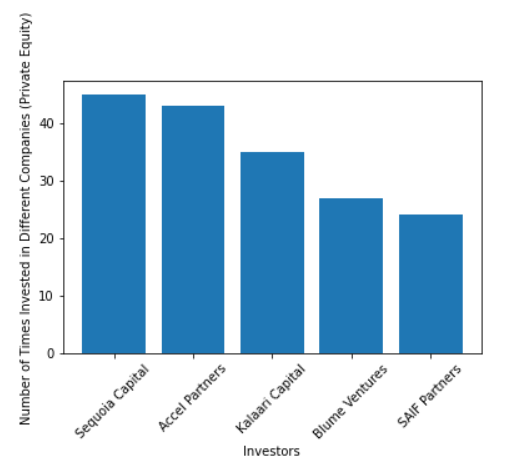 Number of Times Invested in Different Companies (Private Equity)
40
30
20
10
0
Sequoia Capital
Accel Partners
Kalaari Capital
Blume Ventures
SAIF Partners
Investors